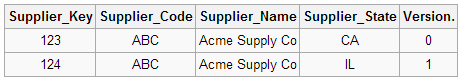 Supplier_Key Supplier_Code Supplier_Name Supplier_State Version.
123 ABC Acme Supply Co CA 0
124 ABC Acme Supply Co IL 1